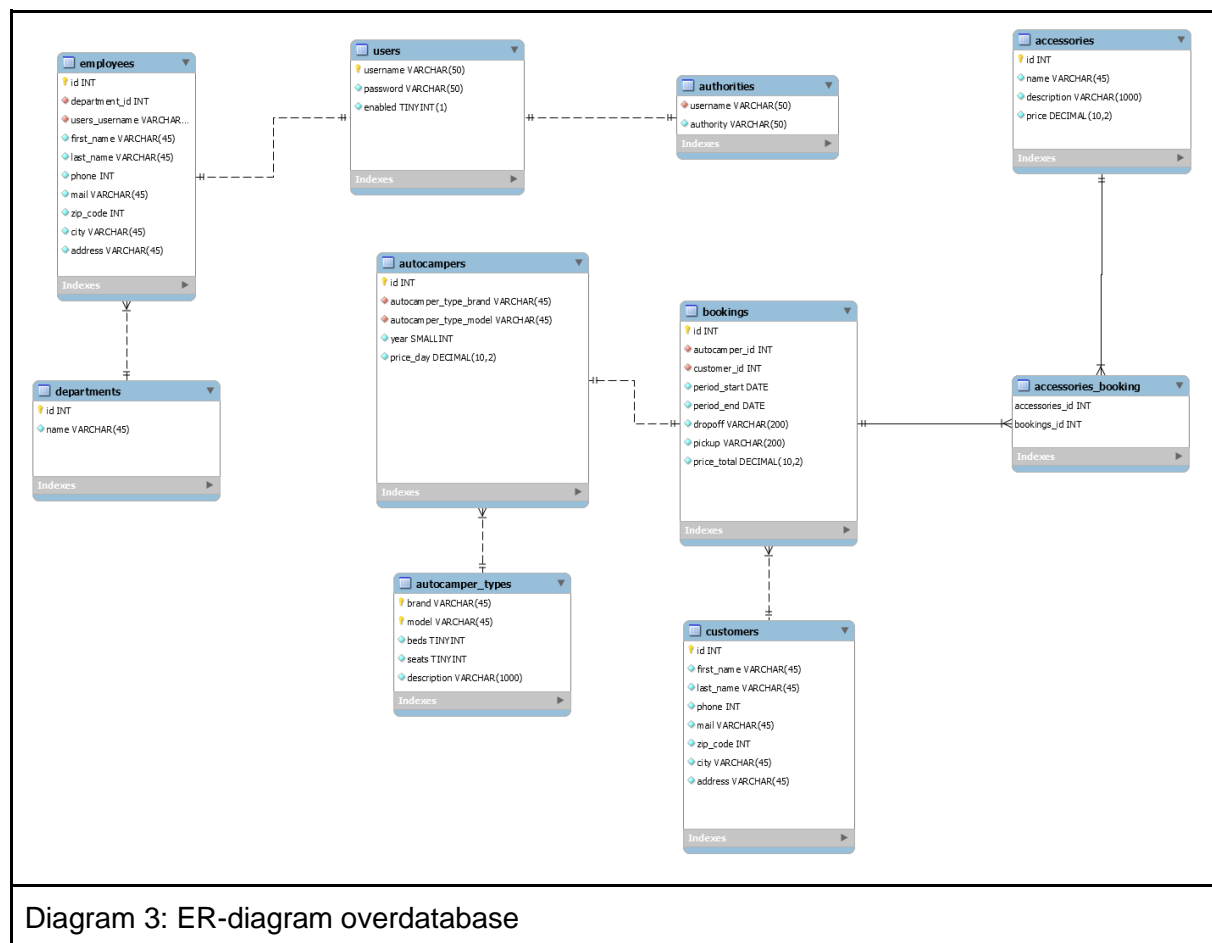 employees
id INT
department_id INT
users_username VARCHAR...
first_name VARCHAR(45)
last_name VARCHAR(45)
phone INT
mail VARCHAR(45)
zip_code INT
city VARCHAR(45)
address VARCHAR(45)
Indexes
users
username VARCHAR(50)
password VARCHAR(50)
enabled TINYINT(1)
Indexes
authorities
username VARCHAR(50)
authority VARCHAR(50)
Indexes
accessories
id INT
name VARCHAR(45)
description VARCHAR(1000)
price DECIMAL(10,2)
Indexes
departments
id INT
name VARCHAR(45)
Indexes
autocampers
id INT
autocamper_type_brand VARCHAR(45)
autocamper_type_model VARCHAR(45)
year SMALLINT
price_day DECIMAL(10,2)
Indexes
bookings
id INT
autocamper_id INT
customer_id INT
period_start DATE
period_end DATE
dropoff VARCHAR(200)
pickup VARCHAR(200)
price_total DECIMAL(10,2)
Indexes
accessories_booking
accessories_id INT
bookings_id INT
Indexes
autocamper_types
brand VARCHAR(45)
model VARCHAR(45)
beds TINYINT
seats TINYINT
description VARCHAR(1000)
Indexes
customers
id INT
first_name VARCHAR(45)
last_name VARCHAR(45)
phone INT
mail VARCHAR(45)
zip_code INT
city VARCHAR(45)
address VARCHAR(45)
Indexes
Diagram 3: ER-diagram overdatabase